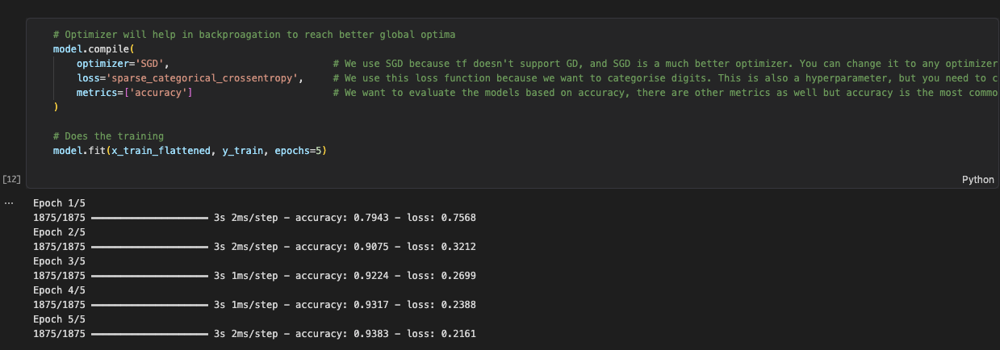 # Optimizer will help in backproagation to reach better global optima
model.compile(
    optimizer='SGD',                            # We use SGD because tf doesn't support GD, and SGD is a much better optimizer. You can change it to any optimizer
    loss='sparse_categorical_crossentropy',     # We use this loss function because we want to categorise digits. This is also a hyperparameter, but you need to c
    metrics=['accuracy']                        # We want to evaluate the models based on accuracy, there are other metrics as well but accuracy is the most commo
)
# Does the training
model.fit(x_train_flattened, y_train, epochs=5)
[12]
Python
...
Epoch 1/5
1875/1875 ━━━━━━━━━━━━━━━━━━━━ 3s 2ms/step - accuracy: 0.7943 - loss: 0.7568
Epoch 2/5
1875/1875 ━━━━━━━━━━━━━━━━━━━━ 3s 2ms/step - accuracy: 0.9075 - loss: 0.3212
Epoch 3/5
1875/1875 ━━━━━━━━━━━━━━━━━━━━ 3s 1ms/step - accuracy: 0.9224 - loss: 0.2699
Epoch 4/5
1875/1875 ━━━━━━━━━━━━━━━━━━━━ 3s 1ms/step - accuracy: 0.9317 - loss: 0.2388
Epoch 5/5
1875/1875 ━━━━━━━━━━━━━━━━━━━━ 3s 2ms/step - accuracy: 0.9383 - loss: 0.2161